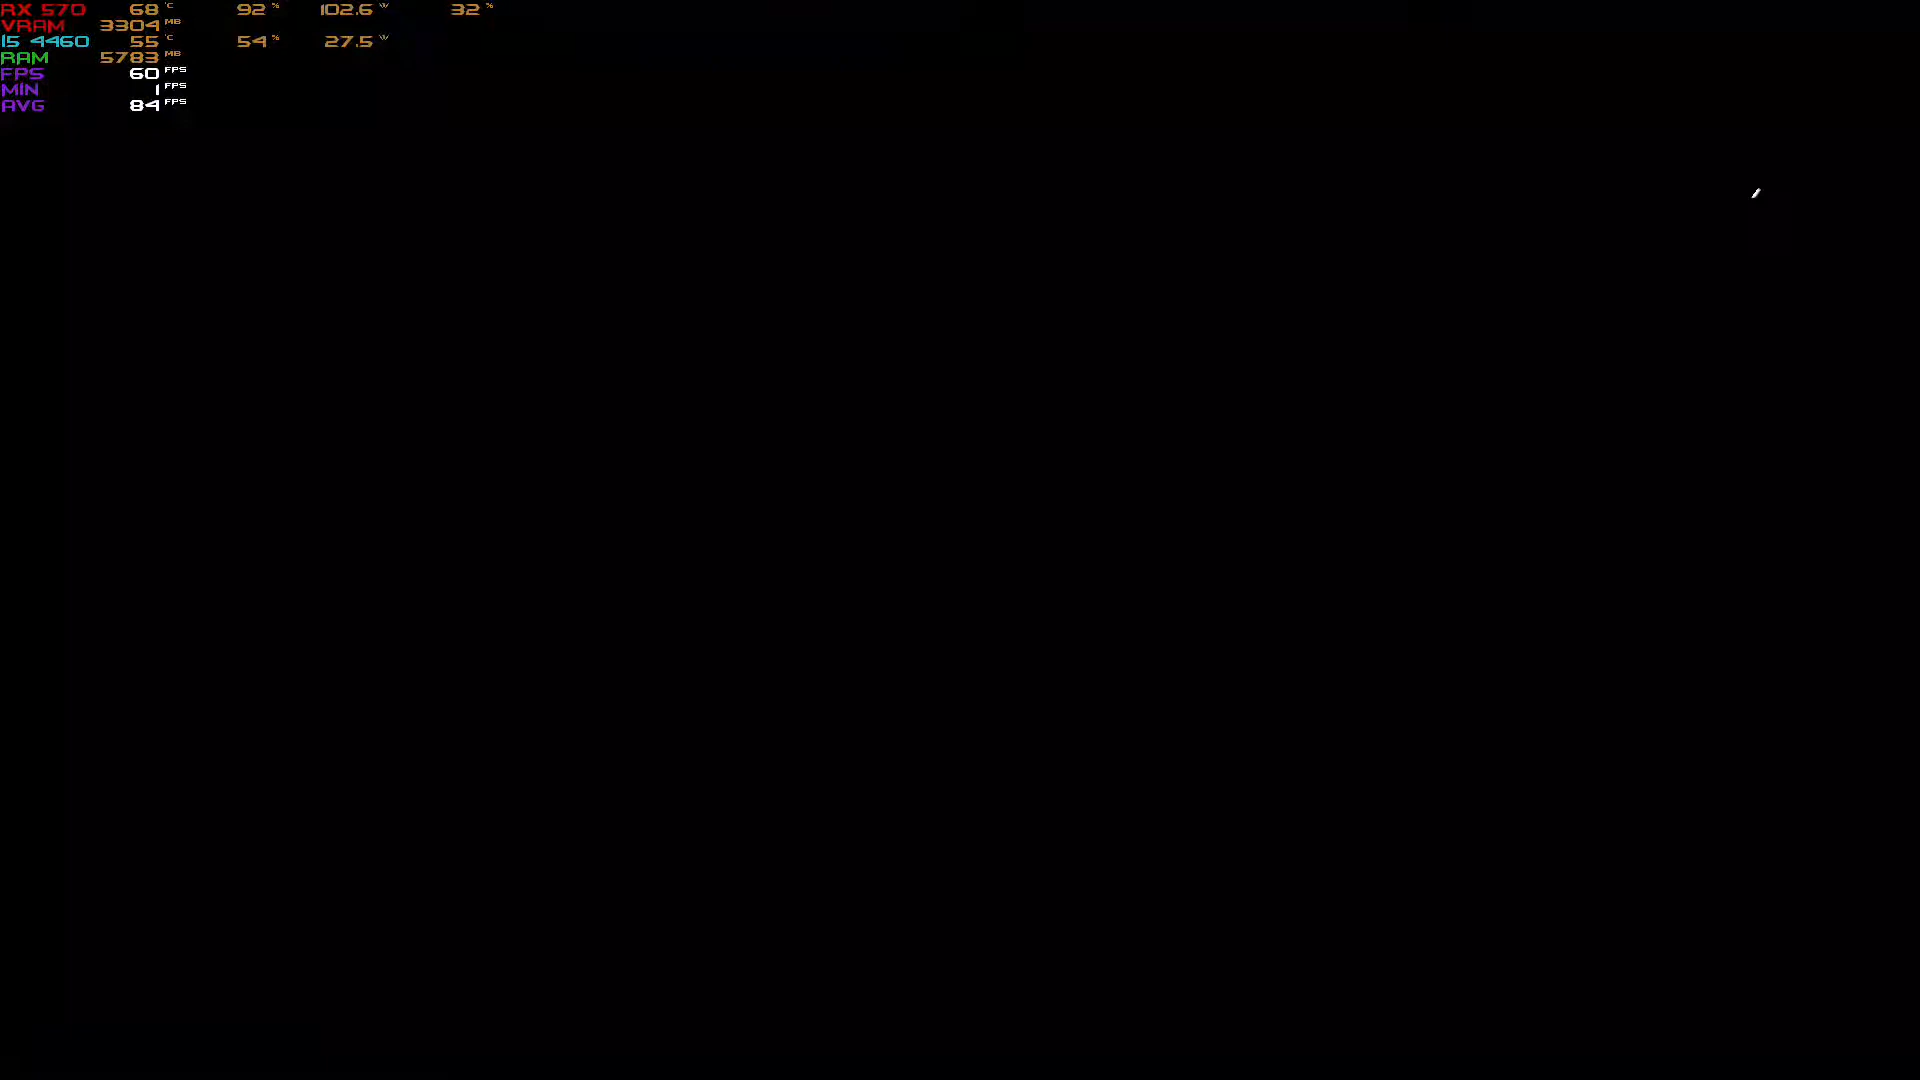 RX 570 68 °C 92 % 102.6 W 32 %
VRAM 3304 MB
I5 4460 55 °C 54 % 27.5 W
RAM 5783 MB
FPS 60 FPS
MIN 1 FPS
AVG 84 FPS